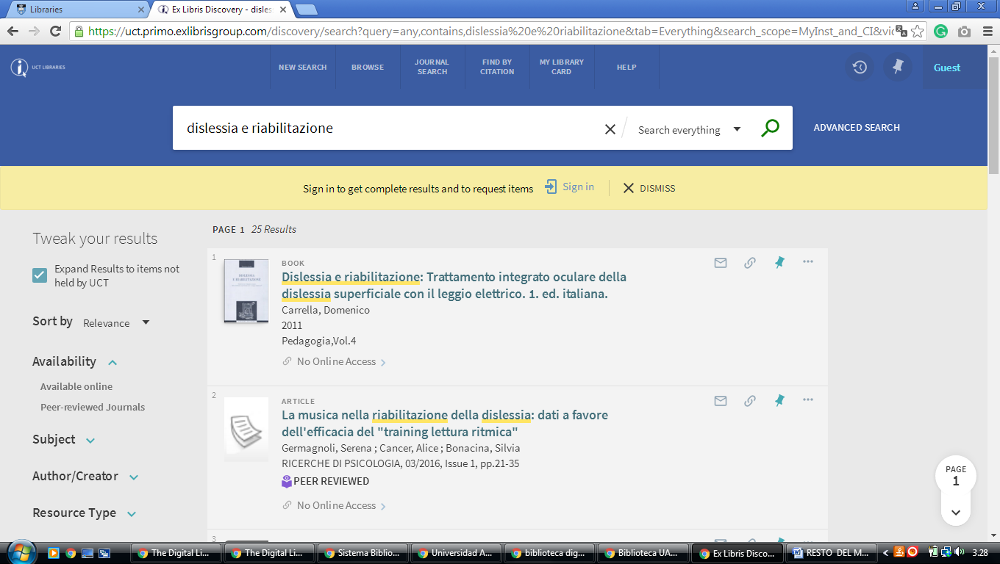 Libraries
Ex Libris Discovery - disles
https://uct.primo.exlibrisgroup.com/discovery/search?query=any,contains,dislessia%20e%20riabilitazione&tab=Everything&search_scope=MyInst_and_CI&vic
UCT LIBRARIES
NEW SEARCH
BROWSE
JOURNAL
SEARCH
FIND BY
CITATION
MY LIBRARY
CARD
HELP
Guest
dislessia e riabilitazione
Search everything
ADVANCED SEARCH
Sign in to get complete results and to request items
Sign in
DISMISS
Tweak your results
Expand Results to items not
held by UCT
Sort by Relevance
Availability
Available online
Peer-reviewed Journals
Subject
Author/Creator
Resource Type
PAGE 1 25 Results
1
DISLESSIA
E RIABILITAZIONE
BOOK
Dislessia e riabilitazione: Trattamento integrato oculare della
dislessia superficiale con il leggio elettrico. 1. ed. italiana.
Carrella, Domenico
2011
Pedagogia,Vol.4
No Online Access
2
ARTICLE
La musica nella riabilitazione della dislessia: dati a favore
dell'efficacia del "training lettura ritmica"
Germagnoli, Serena ; Cancer, Alice ; Bonacina, Silvia
RICERCHE DI PSICOLOGIA, 03/2016, Issue 1, pp.21-35
PEER REVIEWED
No Online Access
3
PAGE
1
The Digital Li...
The Digital Li...
Sistema Biblio...
Universidad A...
biblioteca dig...
Biblioteca UA...
Ex Libris Disco...
RESTO DEL M...
3.28